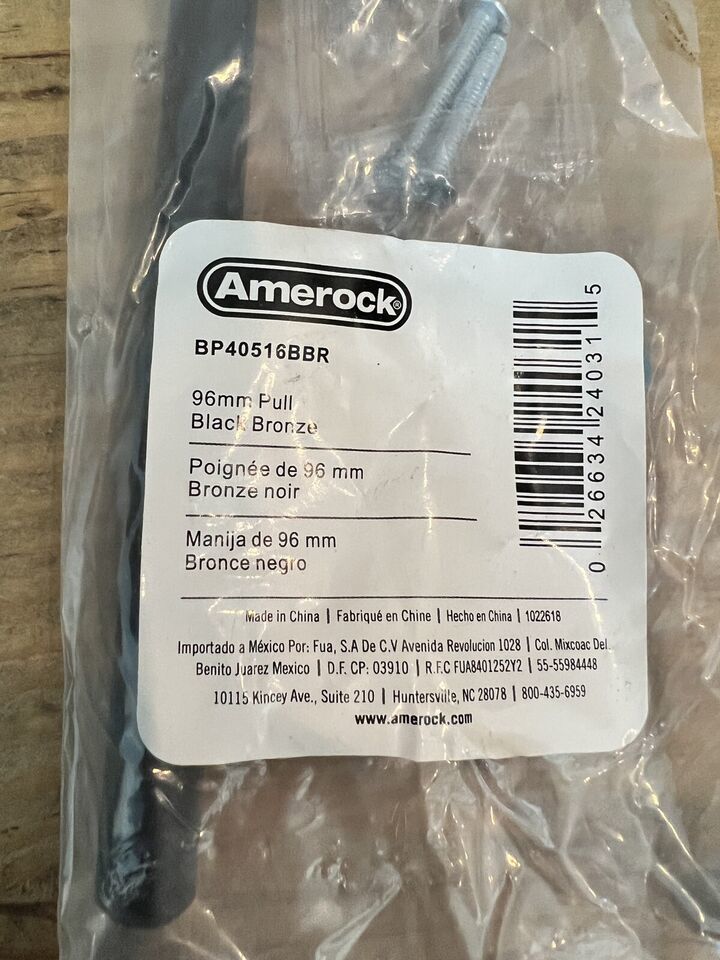 Amerock®
BP40516BBR
96mm Pull
Black Bronze
Poignée de 96 mm
Bronze noir
Manija de 96 mm
Bronce negro
0 26634 24031 5
Made in China | Fabriqué en Chine | Hecho en China | 1022618
Importado a México Por: Fua, S.A De C.V Avenida Revolucion 1028 | Col. Mixcoac Del.
Benito Juarez Mexico | D.F. CP: 03910 | R.F.C FUA8401252Y2 | 55-55984448
10115 Kincey Ave., Suite 210 | Huntersville, NC 28078 | 800-435-6959
www.amerock.com